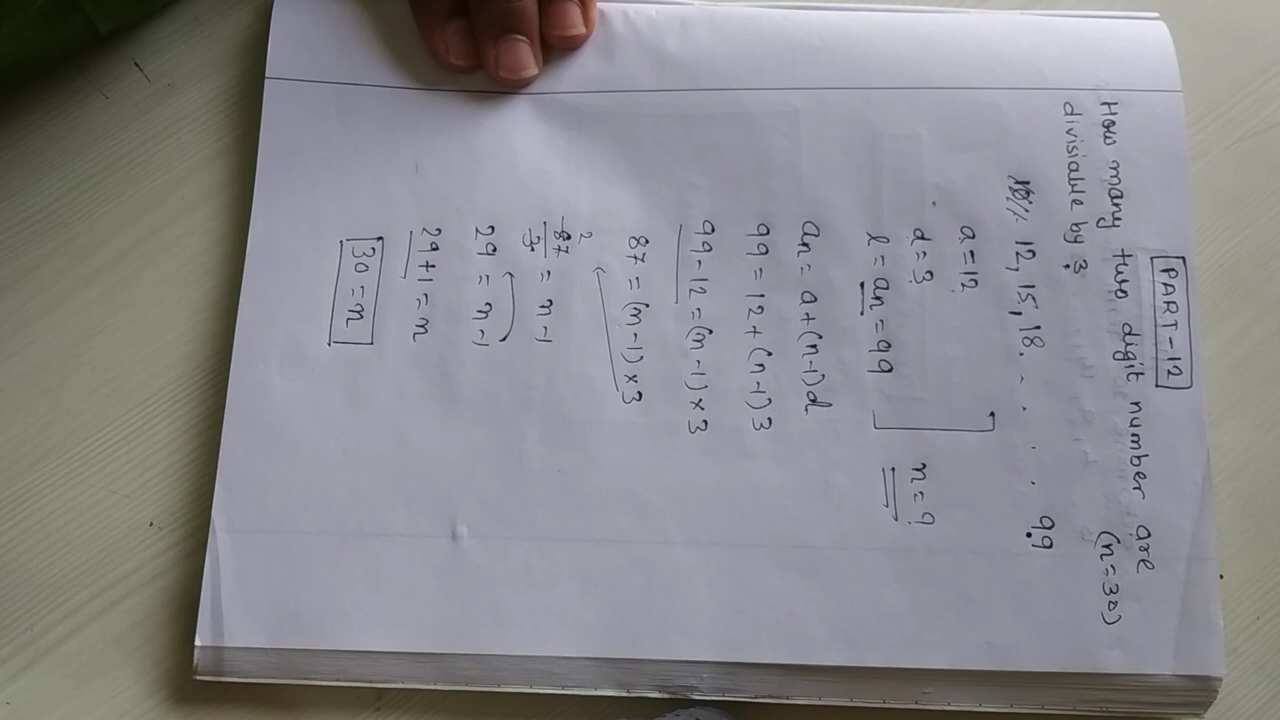 PART-12
How many two digit number are
divisiable by 3 (n=30)
12, 15, 18. . . . . 99
a=12
d=3 n=?
l=an=99
an=a+(n-1)d
99=12+(n-1)3
99-12=(n-1)×3
87=(n-1)×3
2
87/3=n-1
29=n-1
29+1=n
30=n